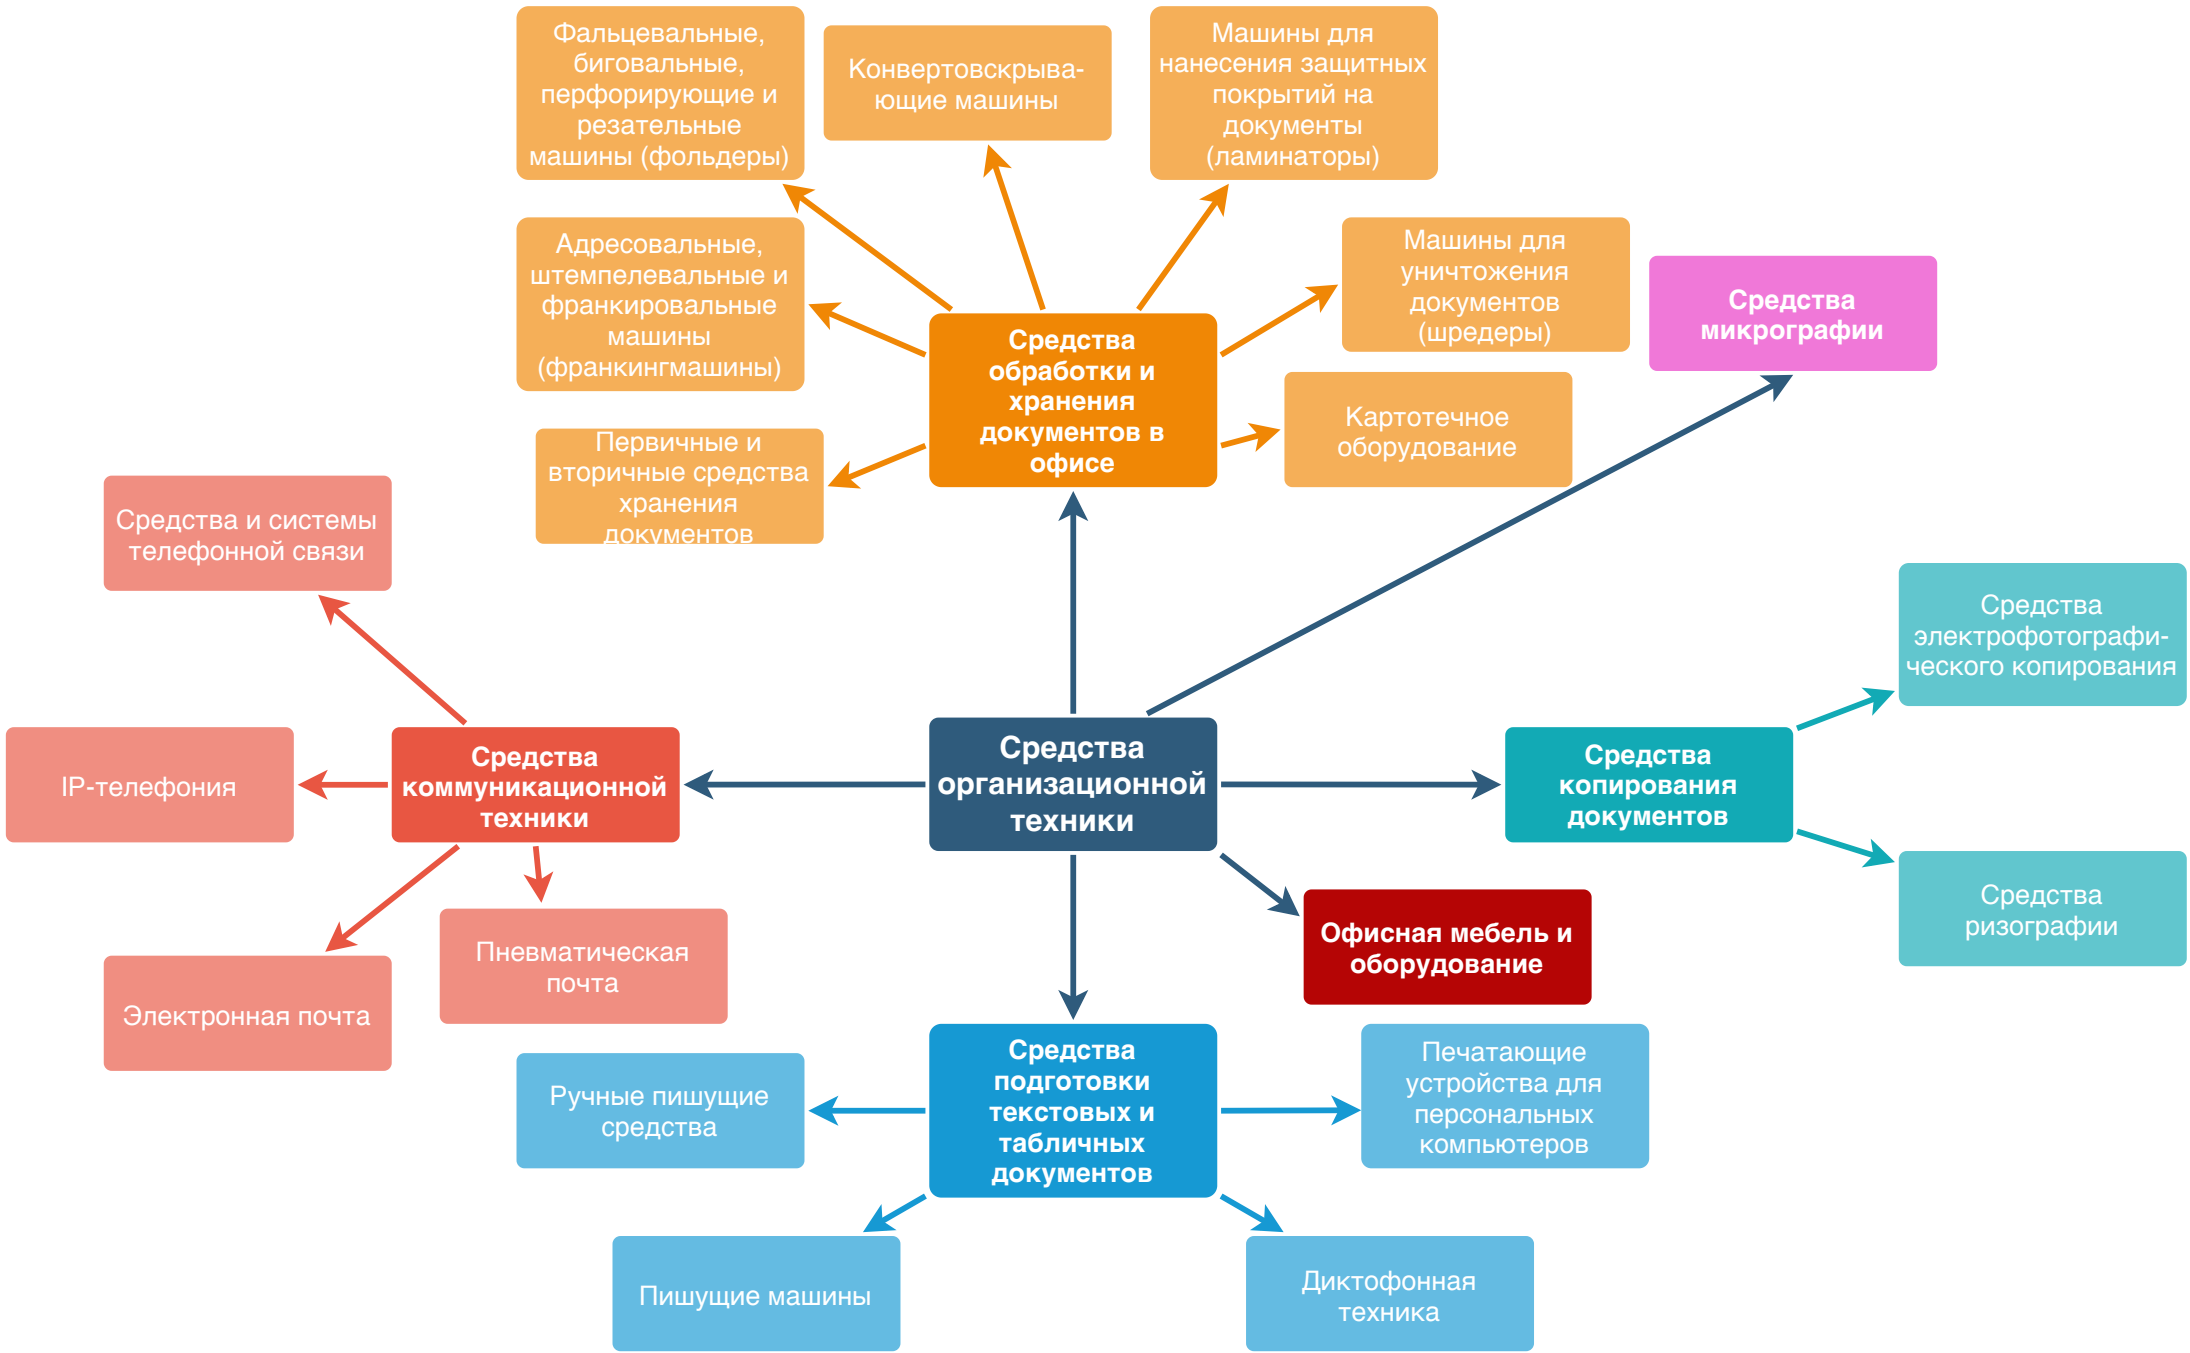 Фальцевальные,
биговальные,
перфорирующие и
резательные
машины (фольдеры)
Конвертовскрыва-
ющие машины
Машины для
нанесения защитных
покрытий на
документы
(ламинаторы)
Адресовальные,
штемпелевальные и
франкировальные
машины
(франкингмашины)
Машины для
уничтожения
документов
(шредеры)
Средства
микрографии
Средства
обработки и
хранения
документов в
офисе
Картотечное
оборудование
Первичные и
вторичные средства
хранения
документов
Средства и системы
телефонной связи
Средства
электрофотографи-
ческого копирования
IP-телефония
Средства
коммуникационной
техники
Средства
организационной
техники
Средства
копирования
документов
Средства
ризографии
Офисная мебель и
оборудование
Пневматическая
почта
Электронная почта
Ручные пишущие
средства
Средства
подготовки
текстовых и
табличных
документов
Печатающие
устройства для
персональных
компьютеров
Пишущие машины
Диктофонная
техника